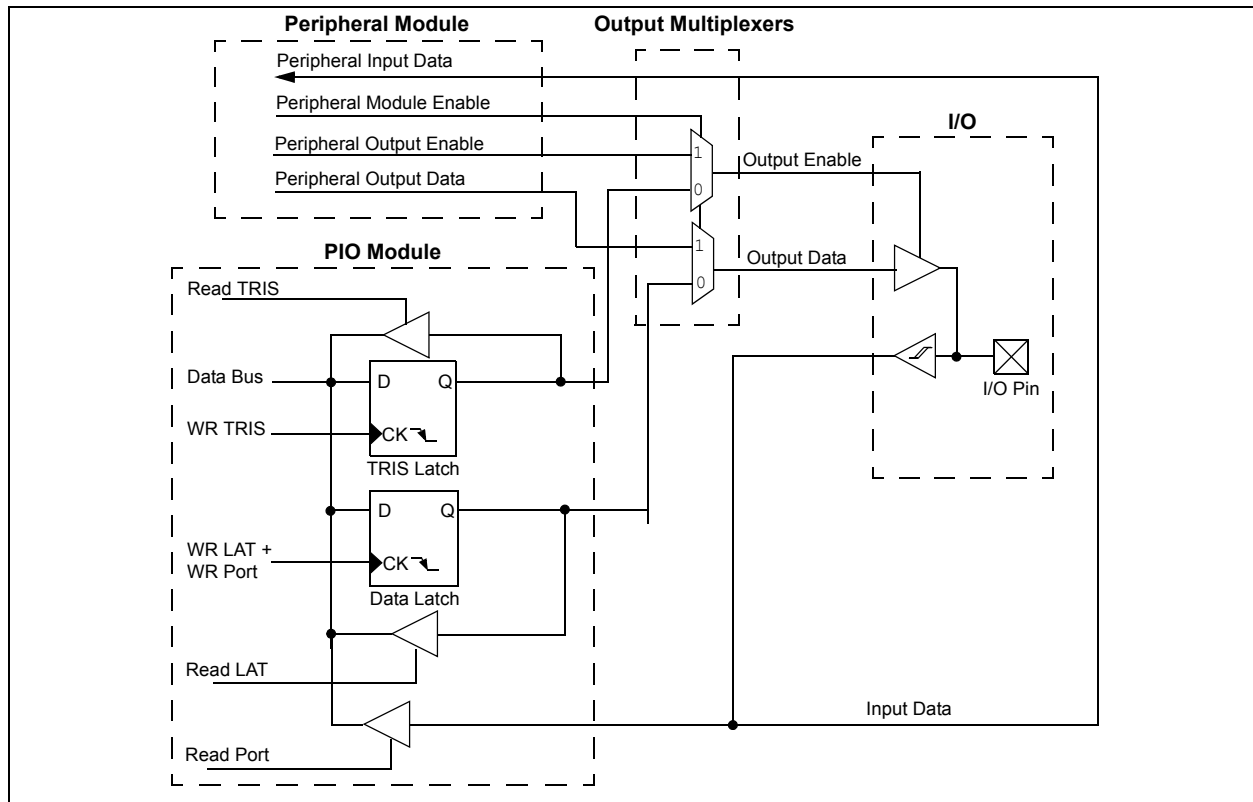 Peripheral Module
Output Multiplexers
Peripheral Input Data
Peripheral Module Enable
Peripheral Output Enable
Peripheral Output Data
1
0
1
0
Output Enable
Output Data
I/O
I/O Pin
PIO Module
Read TRIS
Data Bus
WR TRIS
D
Q
CK
TRIS Latch
D
Q
WR LAT +
WR Port
CK
Data Latch
Read LAT
Read Port
Input Data